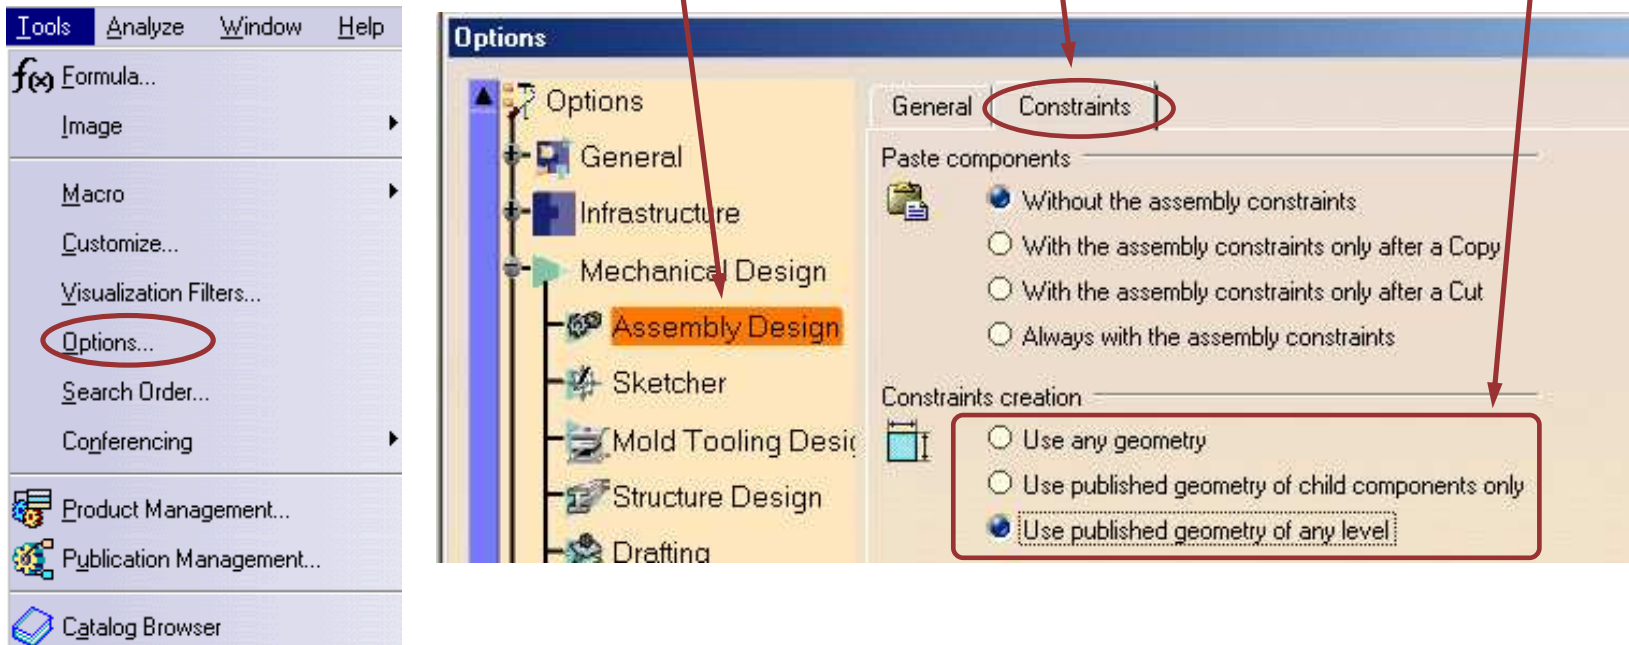 Tools Analyze Window Help
f(x) Formula...
Image
Macro
Customize...
Visualization Filters...
Options...
Search Order...
Conferencing
Product Management...
Publication Management...
Catalog Browser
Options
Options
General
Infrastructure
Mechanical Design
Assembly Design
Sketcher
Mold Tooling Desig
Structure Design
Drafting
General Constraints
Paste components
Without the assembly constraints
With the assembly constraints only after a Copy
With the assembly constraints only after a Cut
Always with the assembly constraints
Constraints creation
Use any geometry
Use published geometry of child components only
Use published geometry of any level